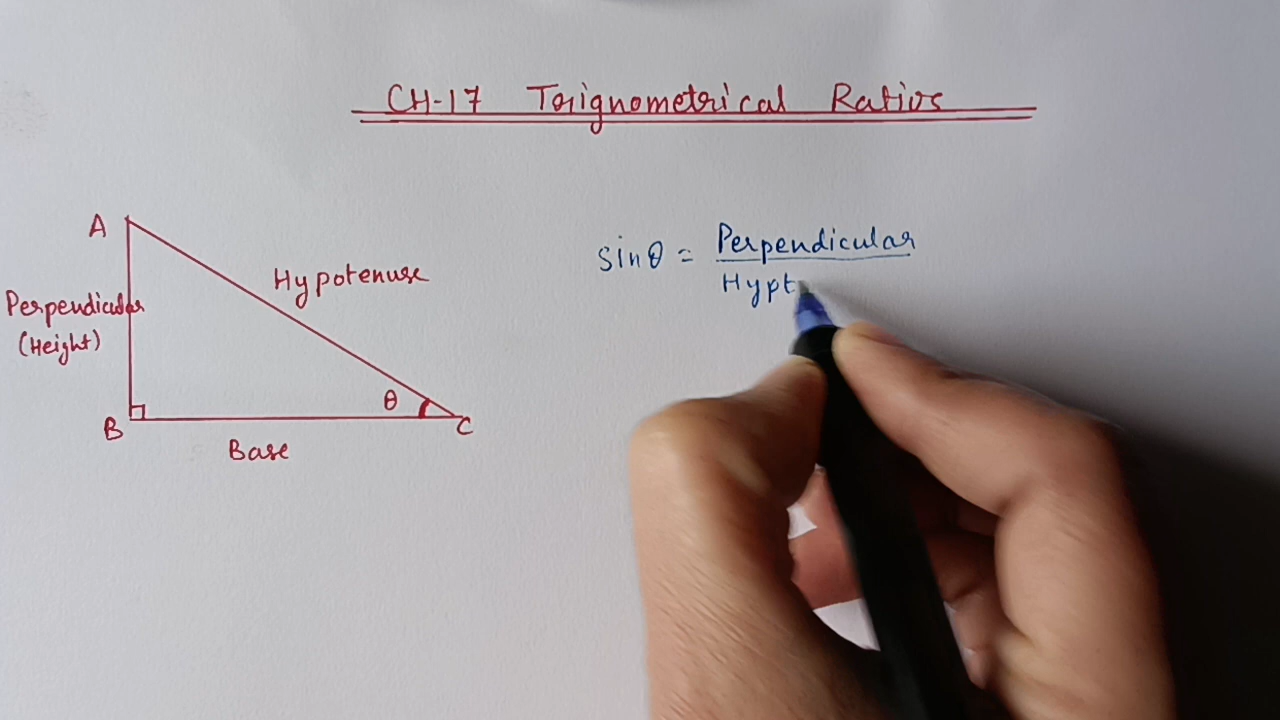 CH-17 Trignometrical Ratios
A
Hypotenuse
Perpendicular
(Height)
θ
B
C
Base
sinθ = Perpendicular
Hypt